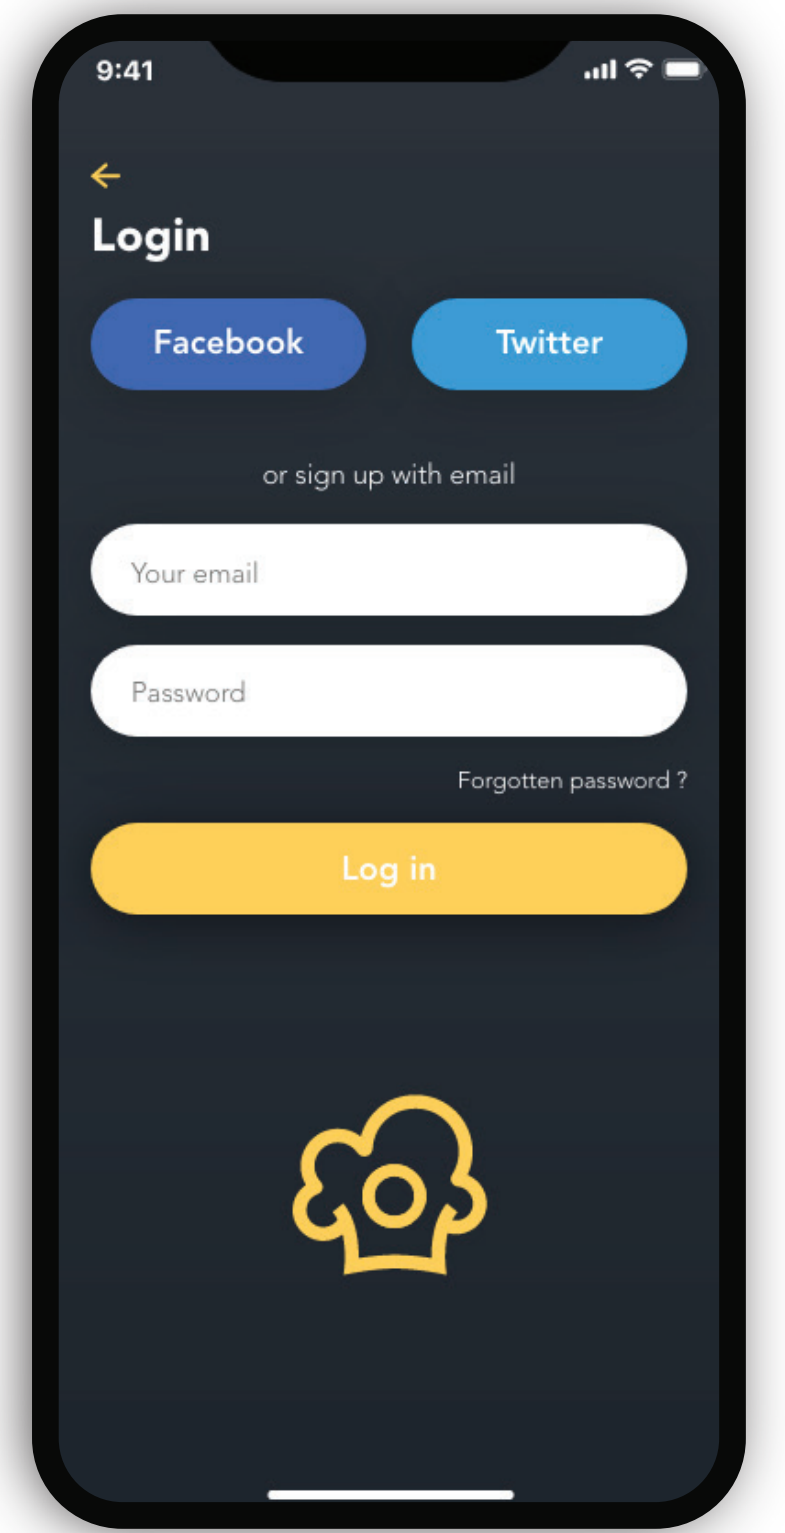 9:41
Login
Facebook
Twitter
or sign up with email
Your email
Password
Forgotten password ?
Log in